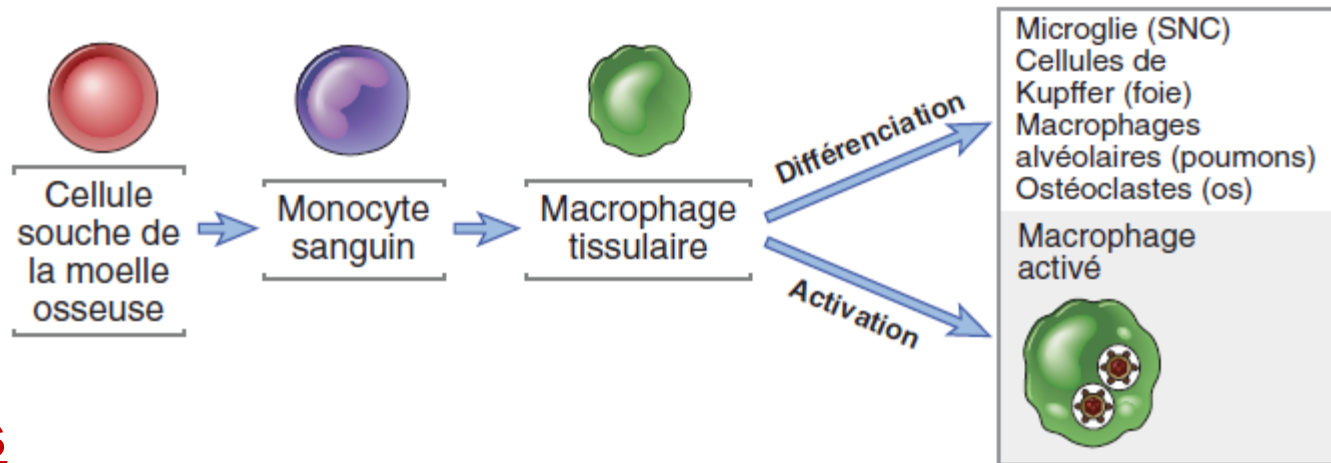 Cellule
souche de
la moelle
osseuse
Monocyte
sanguin
Macrophage
tissulaire
Différenciation
Activation
Microglie (SNC)
Cellules de
Kupffer (foie)
Macrophages
alvéolaires (poumons)
Ostéoclastes (os)
Macrophage
activé